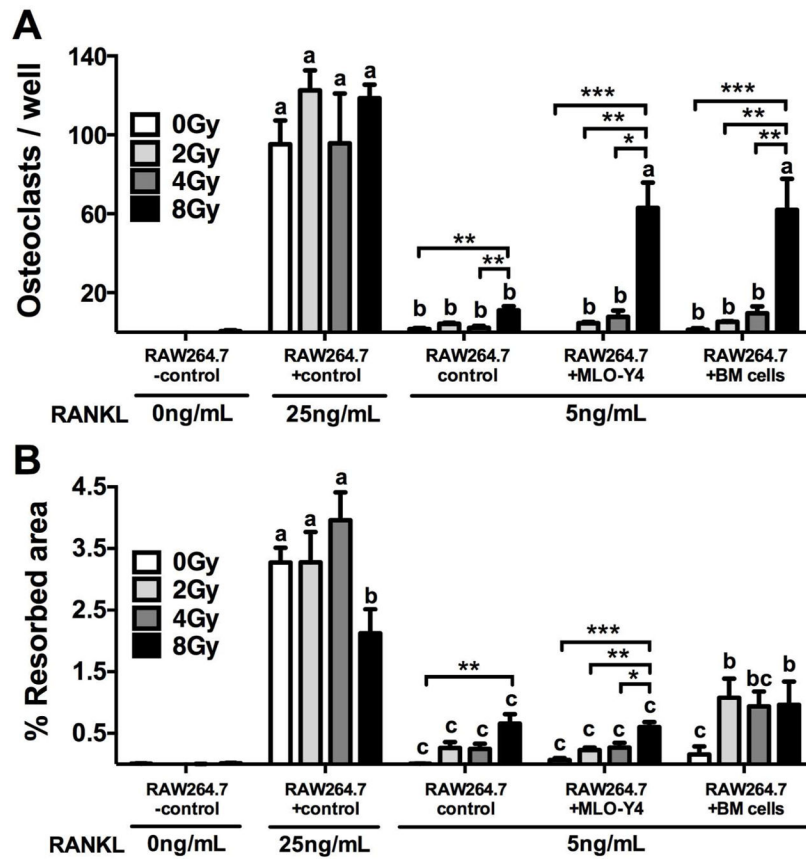 A
Osteoclasts / well
140
100
60
20
0Gy
2Gy
4Gy
8Gy
a a a a
b b b b
**
**
b b a
***
**
*
b b b a
***
**
**
RAW264.7 -control
RAW264.7 +control
RAW264.7 control
RAW264.7 +MLO-Y4
RAW264.7 +BM cells
RANKL 0ng/mL 25ng/mL 5ng/mL
B
% Resorbed area
4.5
3.5
2.5
1.5
0.5
0Gy
2Gy
4Gy
8Gy
a a a b
c c c c
**
c c c c
***
**
*
c b bc b
RAW264.7 -control
RAW264.7 +control
RAW264.7 control
RAW264.7 +MLO-Y4
RAW264.7 +BM cells
RANKL 0ng/mL 25ng/mL 5ng/mL